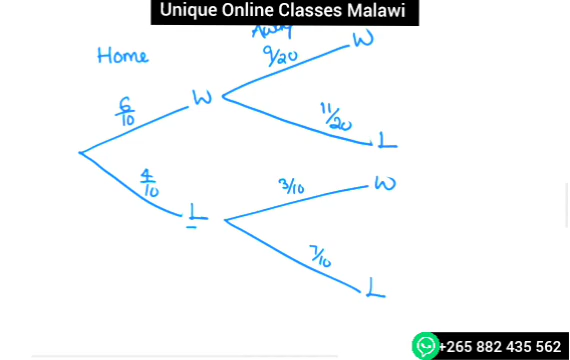 Unique Online Classes Malawi
Away
Home
9/20
W
6/10
W
11/20
L
4/10
3/10
W
L
7/10
L
+265 882 435 562